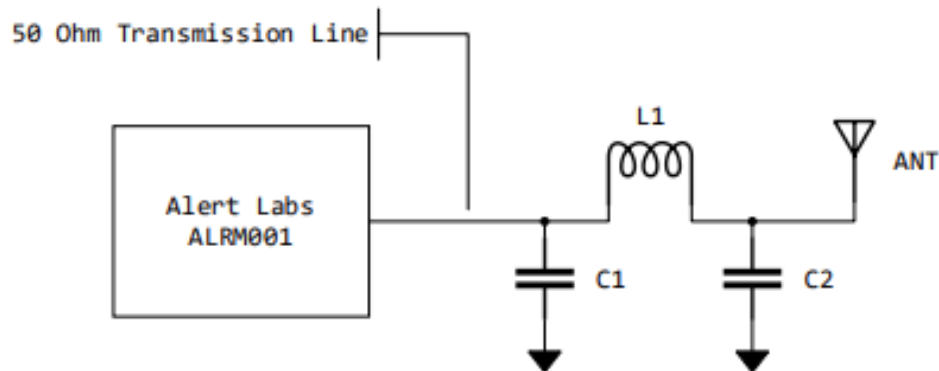 50 Ohm Transmission Line
L1
ANT
Alert Labs
ALRM001
C1
C2